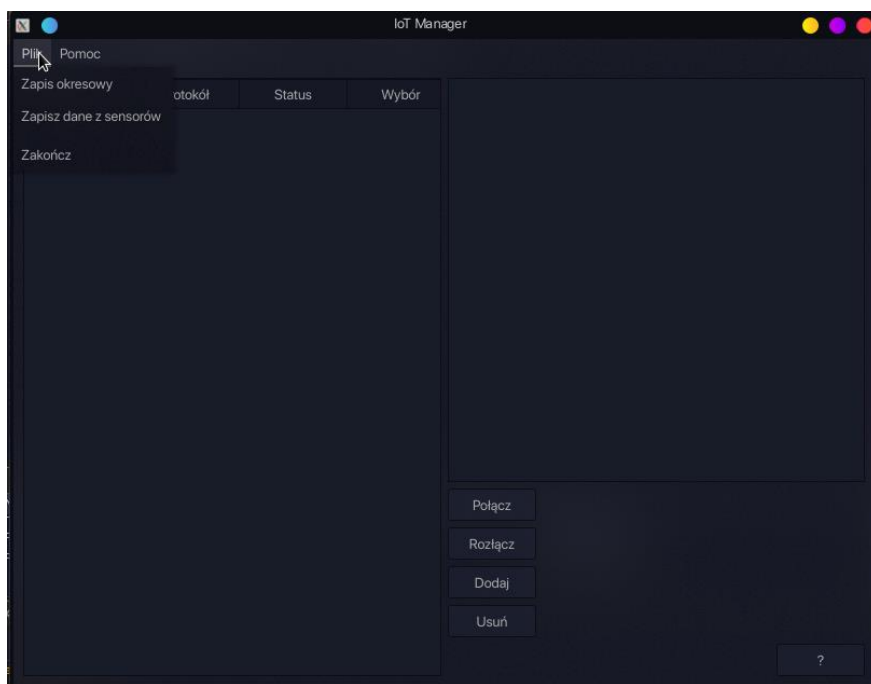 IoT Manager
Plik Pomoc
Zapis okresowy
otokół Status Wybór
Zapisz dane z sensorów
Zakończ
Połącz
Rozłącz
Dodaj
Usuń
?